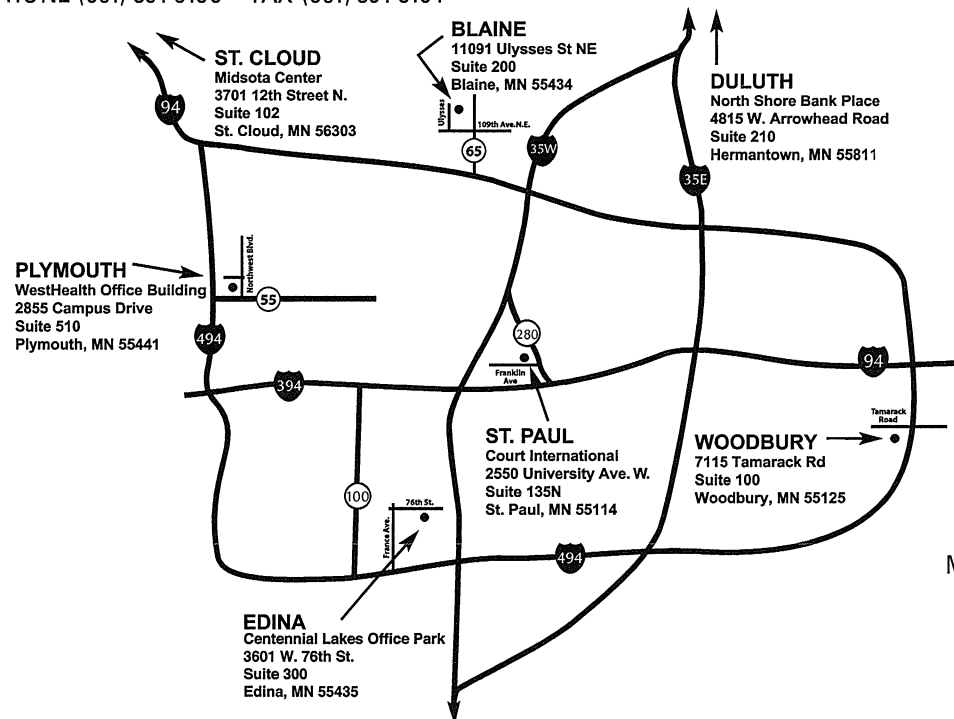 BLAINE
11091 Ulysses St NE
Suite 200
Blaine, MN 55434
ST. CLOUD
Midsota Center
3701 12th Street N.
Suite 102
St. Cloud, MN 56303
DULUTH
North Shore Bank Place
4815 W. Arrowhead Road
Suite 210
Hermantown, MN 55811
94
Ulysses
109th Ave.N.E.
65
35W
35E
PLYMOUTH
WestHealth Office Building
2855 Campus Drive
Suite 510
Plymouth, MN 55441
Northwest Blvd.
55
494
280
Franklin
Ave
394
94
Tamarack
Road
ST. PAUL
Court International
2550 University Ave. W.
Suite 135N
St. Paul, MN 55114
WOODBURY
7115 Tamarack Rd
Suite 100
Woodbury, MN 55125
100
76th St.
France Ave.
494
EDINA
Centennial Lakes Office Park
3601 W. 76th St.
Suite 300
Edina, MN 55435